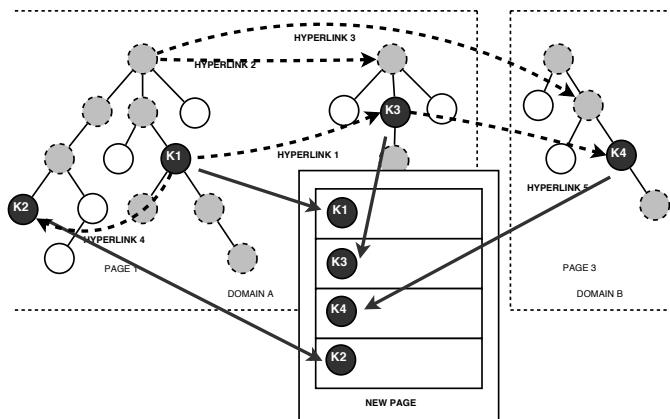 HYPERLINK 3
HYPERLINK 2
K3
K1
HYPERLINK 1
K4
HYPERLINK 5
K2
K1
HYPERLINK 4
PAGE 1
K3
PAGE 3
DOMAIN A
DOMAIN B
K4
K2
NEW PAGE